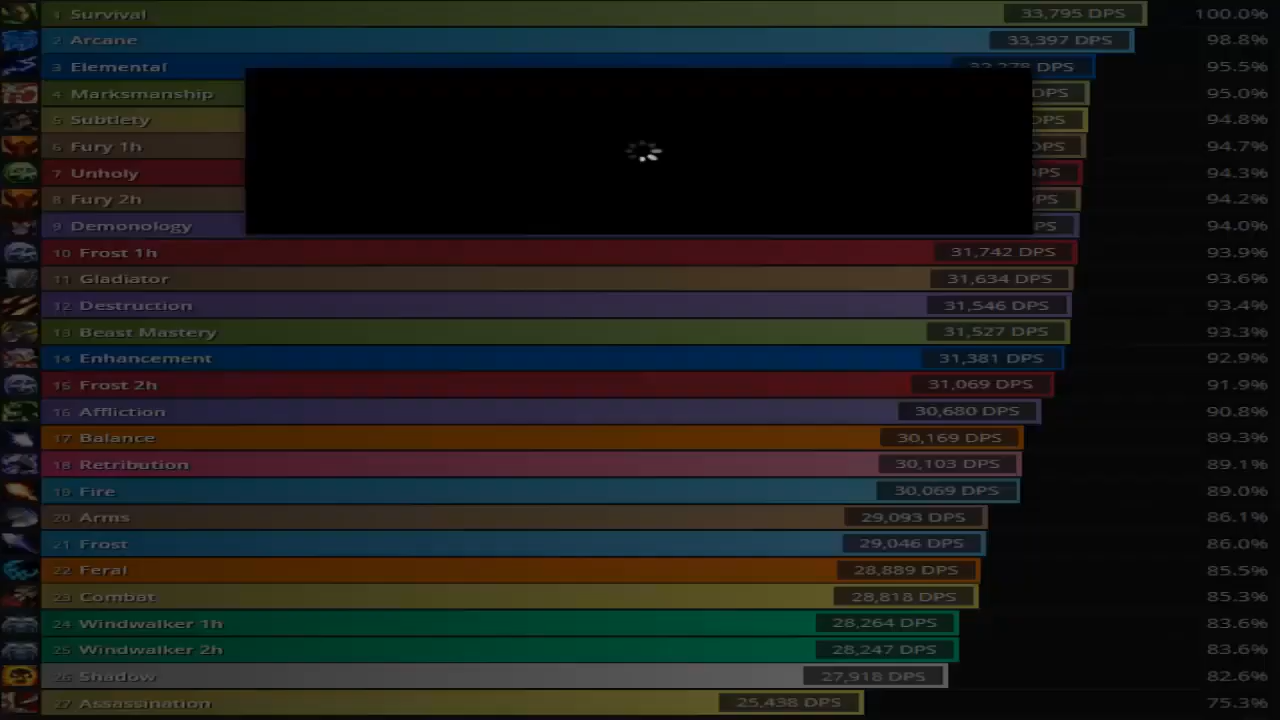 1 Survival 33,795 DPS 100.0%
2 Arcane 33,397 DPS 98.8%
3 Elemental DPS 95.5%
4 Marksmanship DPS 95.0%
5 Subtlety DPS 94.8%
6 Fury 1h DPS 94.7%
7 Unholy PS 94.3%
8 Fury 2h PS 94.2%
9 Demonology PS 94.0%
10 Frost 1h 31,742 DPS 93.9%
11 Gladiator 31,634 DPS 93.6%
12 Destruction 31,546 DPS 93.4%
13 Beast Mastery 31,527 DPS 93.3%
14 Enhancement 31,381 DPS 92.9%
15 Frost 2h 31,069 DPS 91.9%
16 Affliction 30,680 DPS 90.8%
17 Balance 30,169 DPS 89.3%
18 Retribution 30,103 DPS 89.1%
19 Fire 30,069 DPS 89.0%
20 Arms 29,093 DPS 86.1%
21 Frost 29,046 DPS 86.0%
22 Feral 28,889 DPS 85.5%
23 Combat 28,818 DPS 85.3%
24 Windwalker 1h 28,264 DPS 83.6%
25 Windwalker 2h 28,247 DPS 83.6%
26 Shadow 27,918 DPS 82.6%
27 Assassination 25,438 DPS 75.3%